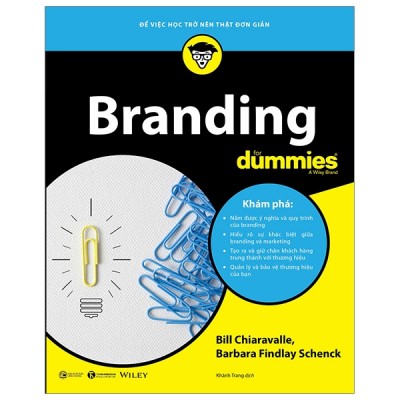 ĐỂ VIỆC HỌC TRỞ NÊN THẬT ĐƠN GIẢN
Branding
for
dummies
A Wiley Brand
Khám phá:
• Nắm được ý nghĩa và quy trình
của branding
• Hiểu rõ sự khác biệt giữa
branding và marketing
• Tạo ra và giữ chân khách hàng
trung thành với thương hiệu
• Quản lý và bảo vệ thương hiệu
của bạn
Bill Chiaravalle,
Barbara Findlay Schenck
Khánh Trang dịch
WILEY